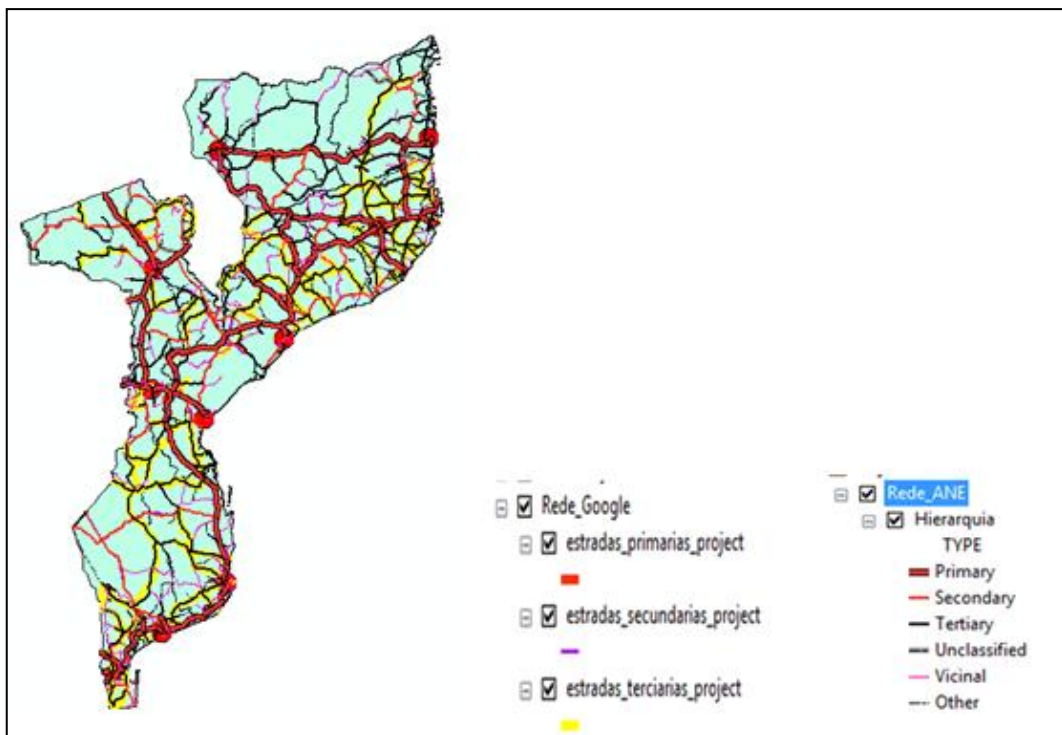 Rede_Google
estradas_primarias_project
estradas_secundarias_project
estradas_terciarias_project
Rede_ANE
Hierarquia
TYPE
Primary
Secondary
Tertiary
Unclassified
Vicinal
Other